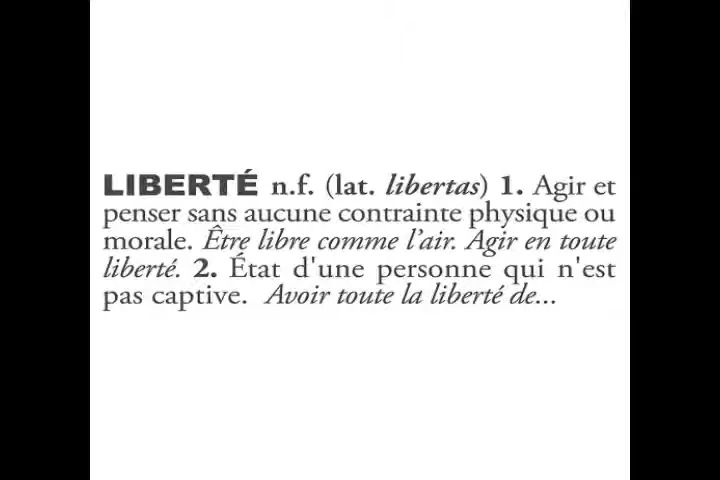 LIBERTÉ n.f. (lat. libertas) 1. Agir et
penser sans aucune contrainte physique ou
morale. Être libre comme l'air. Agir en toute
liberté. 2. État d'une personne qui n'est
pas captive. Avoir toute la liberté de...